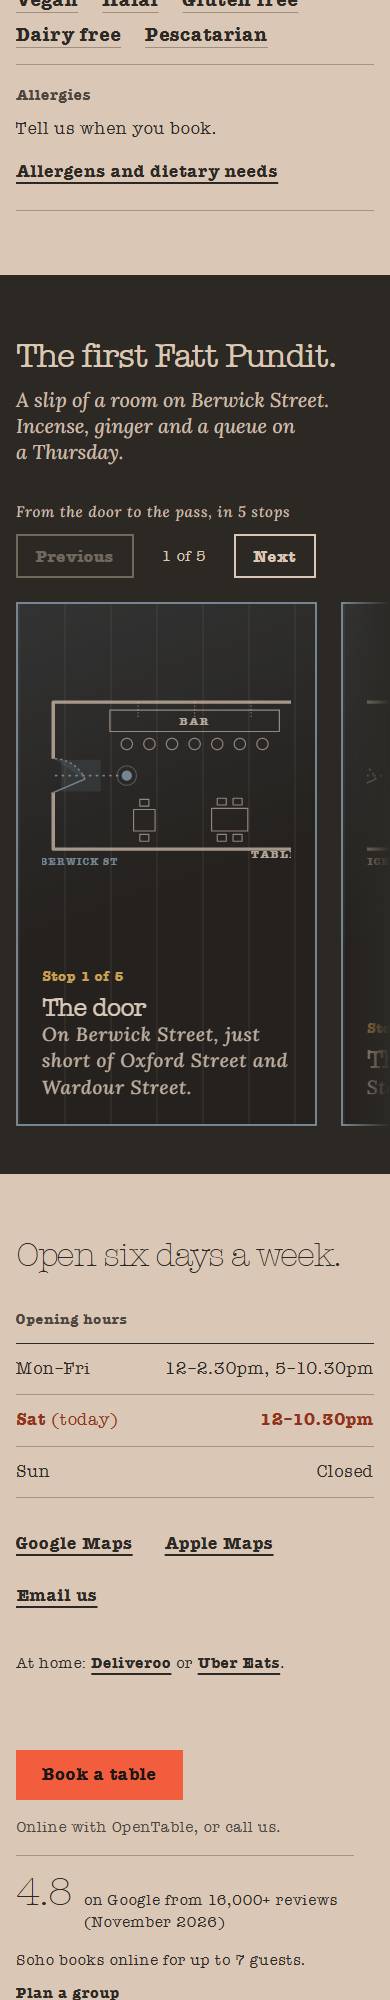 Vegan Halal Gluten free
Dairy free Pescatarian
Allergies
Tell us when you book.
Allergens and dietary needs
The first Fatt Pundit.
A slip of a room on Berwick Street.
Incense, ginger and a queue on
a Thursday.
From the door to the pass, in 5 stops
Previous 1 of 5 Next
BAR
BERWICK ST
Stop 1 of 5
The door
On Berwick Street, just
short of Oxford Street and
Wardour Street.
Open six days a week.
Opening hours
Mon–Fri 12–2.30pm, 5–10.30pm
Sat (today) 12–10.30pm
Sun Closed
Google Maps Apple Maps
Email us
At home: Deliveroo or Uber Eats.
Book a table
Online with OpenTable, or call us.
4.8 on Google from 16,000+ reviews
(November 2026)
Soho books online for up to 7 guests.
Plan a group